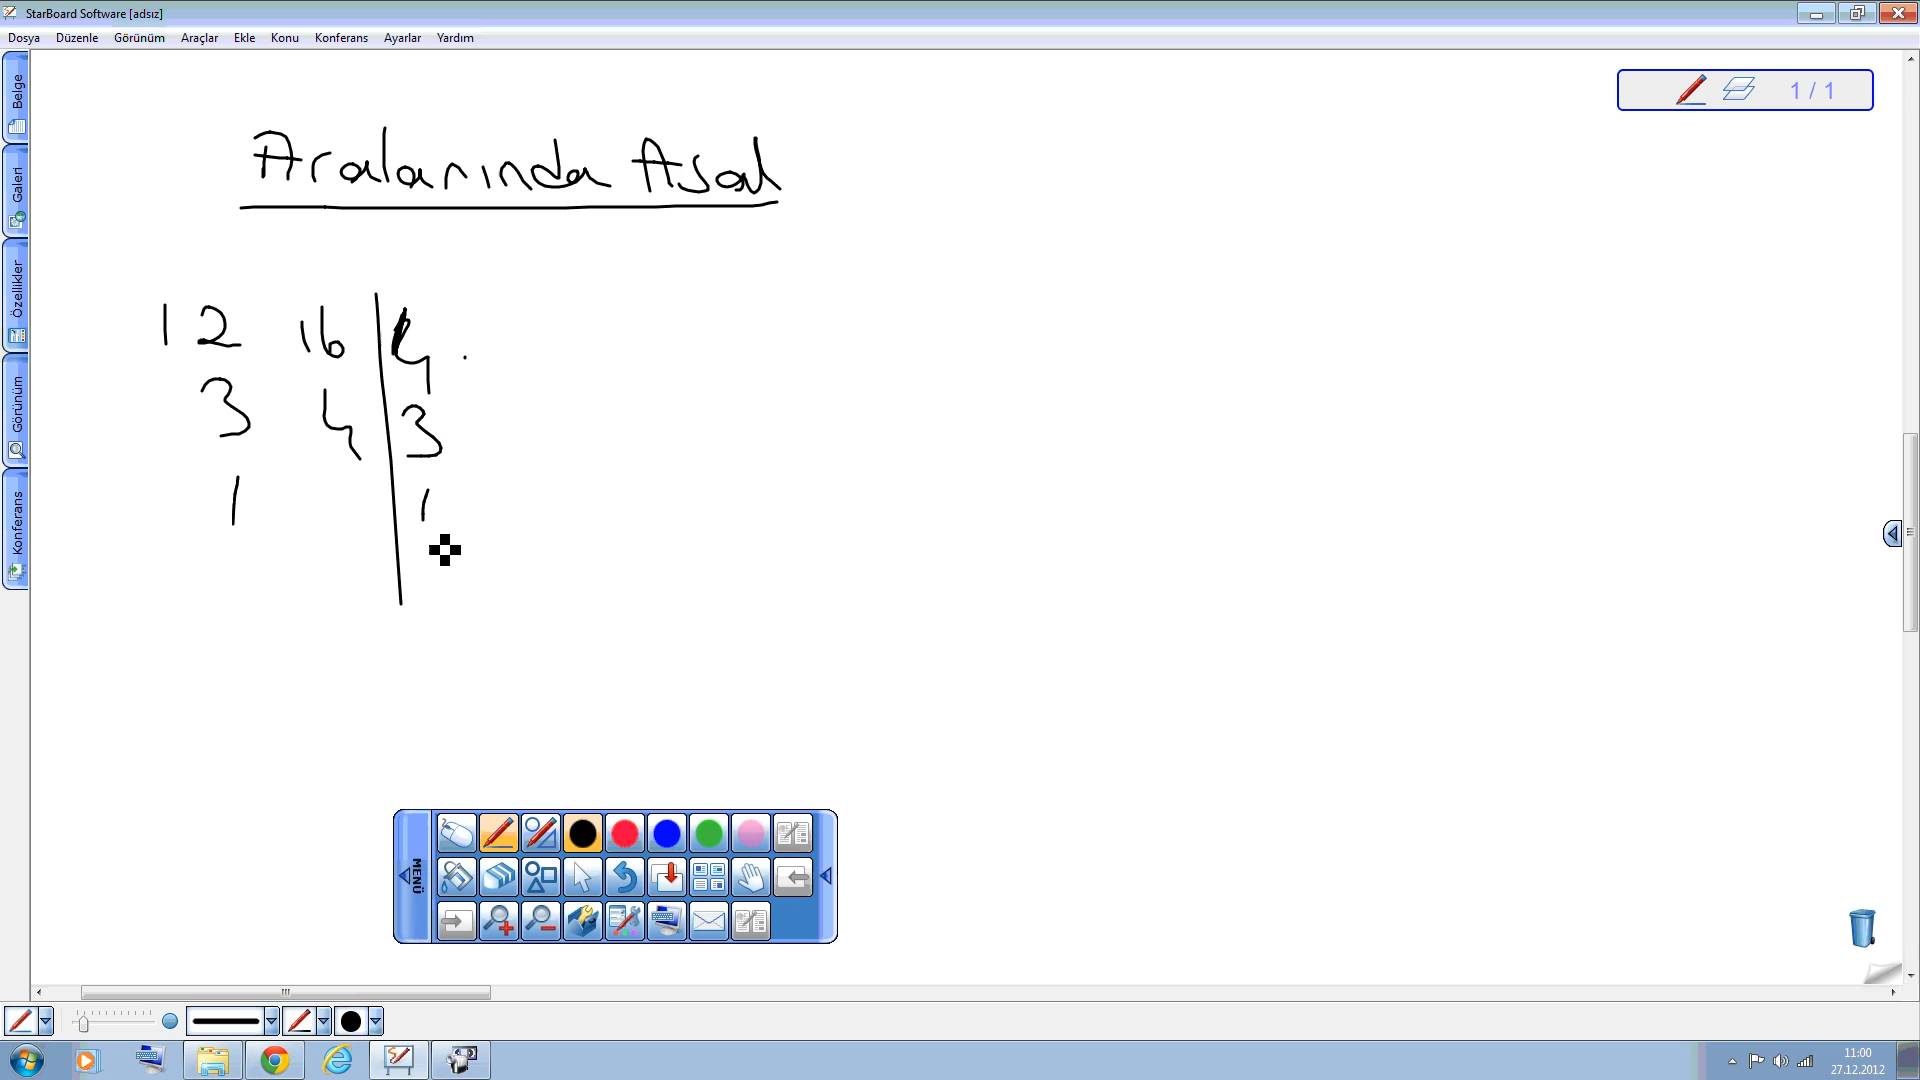 StarBoard Software [adsız]
Dosya Düzenle Görünüm Araçlar Ekle Konu Konferans Ayarlar Yardım
Belge
Galeri
Özellikler
Görünüm
Konferans
1 / 1
Aralarında Asal
12 16 4 .
3 4 3
1 1
MENÜ
11:00
27.12.2012